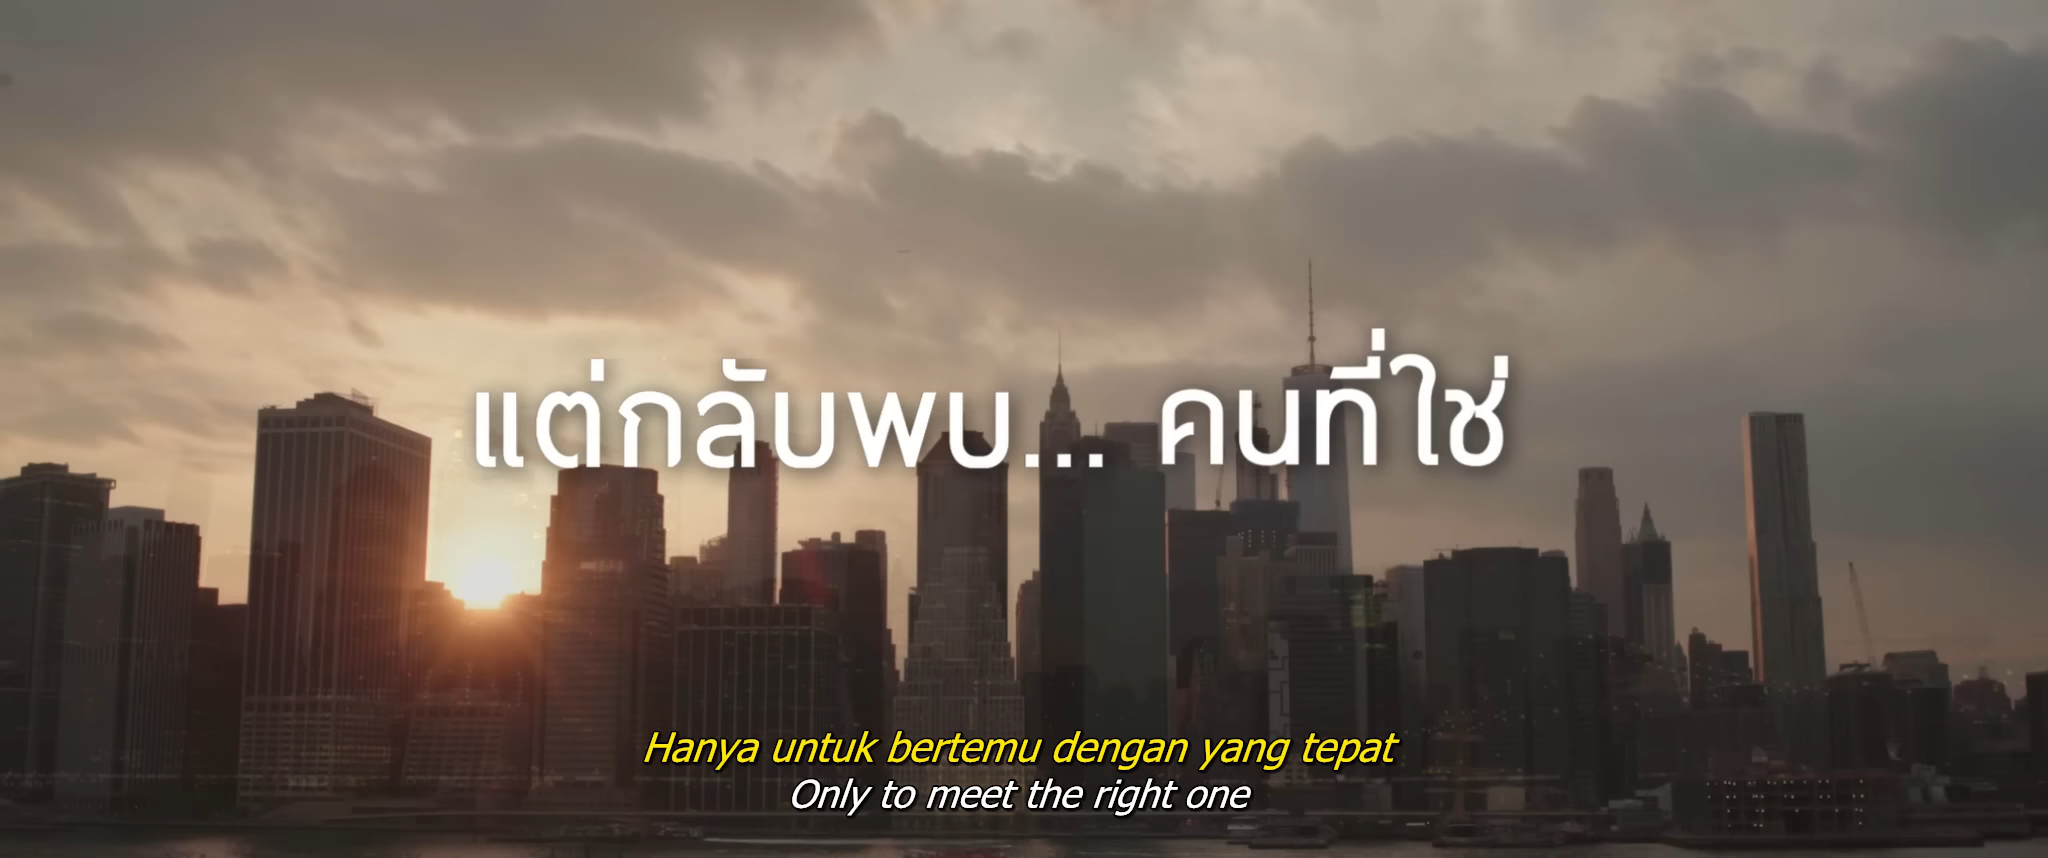 แต่กลับพบ... คนที่ใช่
Hanya untuk bertemu dengan yang tepat
Only to meet the right one